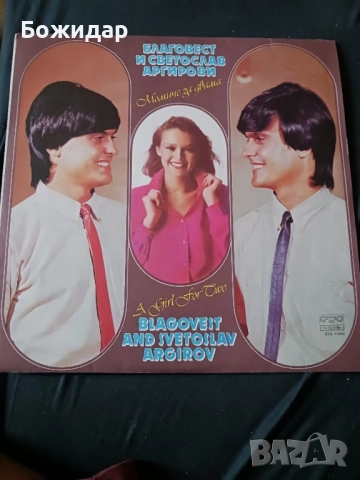 Божидар
БЛАГОВЕСТ
И СВЕТОСЛАВ
АРГИРОВИ
Момиче за двама
A Girl For Two
BLAGOVEST
AND SVETOSLAV
ARGIROV
BAZAR